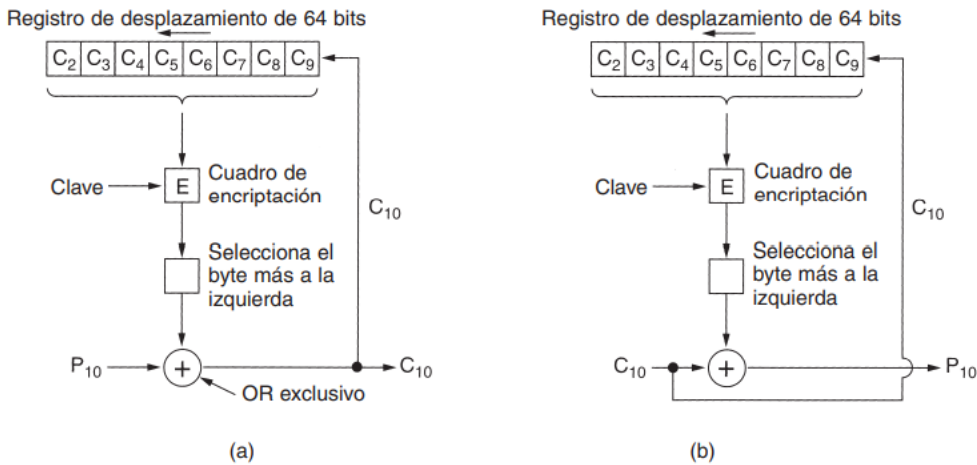 Registro de desplazamiento de 64 bits
C2 C3 C4 C5 C6 C7 C8 C9
Clave
E
Cuadro de
encriptación
C10
Selecciona el
byte más a la
izquierda
P10
+
C10
OR exclusivo
(a)
Registro de desplazamiento de 64 bits
C2 C3 C4 C5 C6 C7 C8 C9
Clave
E
Cuadro de
encriptación
C10
Selecciona el
byte más a la
izquierda
C10
+
P10
(b)